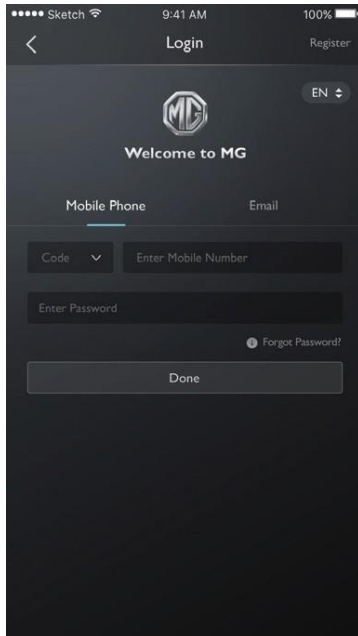 Sketch 9:41 AM 100%
Login Register
EN
MG
Welcome to MG
Mobile Phone Email
Code Enter Mobile Number
Enter Password
Forgot Password?
Done